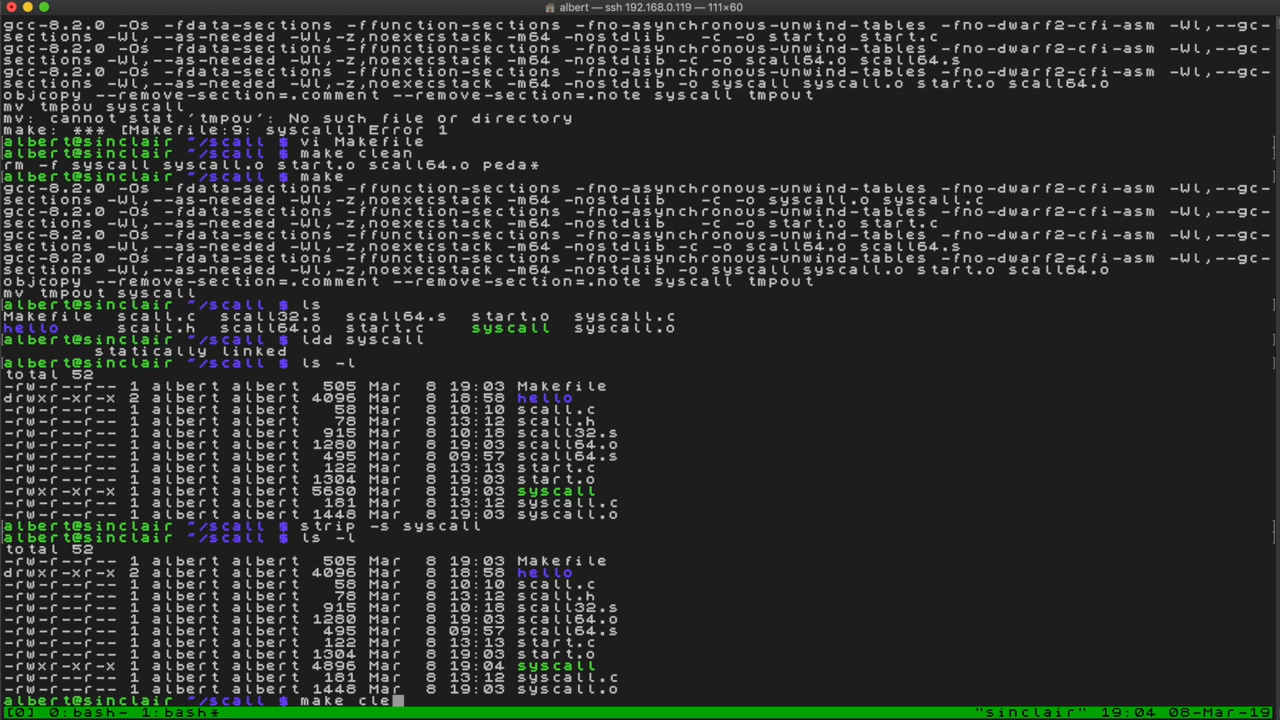 albert — ssh 192.168.0.119 — 111×60
gcc-8.2.0 -Os -fdata-sections -ffunction-sections -fno-asynchronous-unwind-tables -fno-dwarf2-cfi-asm -Wl,--gc-
sections -Wl,--as-needed -Wl,-z,noexecstack -m64 -nostdlib   -c -o start.o start.c
gcc-8.2.0 -Os -fdata-sections -ffunction-sections -fno-asynchronous-unwind-tables -fno-dwarf2-cfi-asm -Wl,--gc-
sections -Wl,--as-needed -Wl,-z,noexecstack -m64 -nostdlib -c -o scall64.o scall64.s
gcc-8.2.0 -Os -fdata-sections -ffunction-sections -fno-asynchronous-unwind-tables -fno-dwarf2-cfi-asm -Wl,--gc-
sections -Wl,--as-needed -Wl,-z,noexecstack -m64 -nostdlib -o syscall syscall.o start.o scall64.o
objcopy --remove-section=.comment --remove-section=.note syscall tmpout
mv tmpou syscall
mv: cannot stat 'tmpou': No such file or directory
make: *** [Makefile:9: syscall] Error 1
albert@sinclair ~/scall $ vi Makefile
albert@sinclair ~/scall $ make clean
rm -f syscall syscall.o start.o scall64.o peda*
albert@sinclair ~/scall $ make
gcc-8.2.0 -Os -fdata-sections -ffunction-sections -fno-asynchronous-unwind-tables -fno-dwarf2-cfi-asm -Wl,--gc-
sections -Wl,--as-needed -Wl,-z,noexecstack -m64 -nostdlib   -c -o syscall.o syscall.c
gcc-8.2.0 -Os -fdata-sections -ffunction-sections -fno-asynchronous-unwind-tables -fno-dwarf2-cfi-asm -Wl,--gc-
sections -Wl,--as-needed -Wl,-z,noexecstack -m64 -nostdlib   -c -o start.o start.c
gcc-8.2.0 -Os -fdata-sections -ffunction-sections -fno-asynchronous-unwind-tables -fno-dwarf2-cfi-asm -Wl,--gc-
sections -Wl,--as-needed -Wl,-z,noexecstack -m64 -nostdlib -c -o scall64.o scall64.s
gcc-8.2.0 -Os -fdata-sections -ffunction-sections -fno-asynchronous-unwind-tables -fno-dwarf2-cfi-asm -Wl,--gc-
sections -Wl,--as-needed -Wl,-z,noexecstack -m64 -nostdlib -o syscall syscall.o start.o scall64.o
objcopy --remove-section=.comment --remove-section=.note syscall tmpout
mv tmpout syscall
albert@sinclair ~/scall $ ls
Makefile  scall.c  scall32.s  scall64.s  start.o  syscall.c
hello     scall.h  scall64.o  start.c    syscall  syscall.o
albert@sinclair ~/scall $ ldd syscall
        statically linked
albert@sinclair ~/scall $ ls -l
total 52
-rw-r--r-- 1 albert albert  505 Mar  8 19:03 Makefile
drwxr-xr-x 2 albert albert 4096 Mar  8 18:58 hello
-rw-r--r-- 1 albert albert   58 Mar  8 10:10 scall.c
-rw-r--r-- 1 albert albert   78 Mar  8 13:12 scall.h
-rw-r--r-- 1 albert albert  915 Mar  8 10:18 scall32.s
-rw-r--r-- 1 albert albert 1280 Mar  8 19:03 scall64.o
-rw-r--r-- 1 albert albert  495 Mar  8 09:57 scall64.s
-rw-r--r-- 1 albert albert  122 Mar  8 13:13 start.c
-rw-r--r-- 1 albert albert 1304 Mar  8 19:03 start.o
-rwxr-xr-x 1 albert albert 5680 Mar  8 19:03 syscall
-rw-r--r-- 1 albert albert  181 Mar  8 13:12 syscall.c
-rw-r--r-- 1 albert albert 1448 Mar  8 19:03 syscall.o
albert@sinclair ~/scall $ strip -s syscall
albert@sinclair ~/scall $ ls -l
total 52
-rw-r--r-- 1 albert albert  505 Mar  8 19:03 Makefile
drwxr-xr-x 2 albert albert 4096 Mar  8 18:58 hello
-rw-r--r-- 1 albert albert   58 Mar  8 10:10 scall.c
-rw-r--r-- 1 albert albert   78 Mar  8 13:12 scall.h
-rw-r--r-- 1 albert albert  915 Mar  8 10:18 scall32.s
-rw-r--r-- 1 albert albert 1280 Mar  8 19:03 scall64.o
-rw-r--r-- 1 albert albert  495 Mar  8 09:57 scall64.s
-rw-r--r-- 1 albert albert  122 Mar  8 13:13 start.c
-rw-r--r-- 1 albert albert 1304 Mar  8 19:03 start.o
-rwxr-xr-x 1 albert albert 4896 Mar  8 19:04 syscall
-rw-r--r-- 1 albert albert  181 Mar  8 13:12 syscall.c
-rw-r--r-- 1 albert albert 1448 Mar  8 19:03 syscall.o
albert@sinclair ~/scall $ make cle
[0] 0:bash- 1:bash* "sinclair" 19:04 08-Mar-19